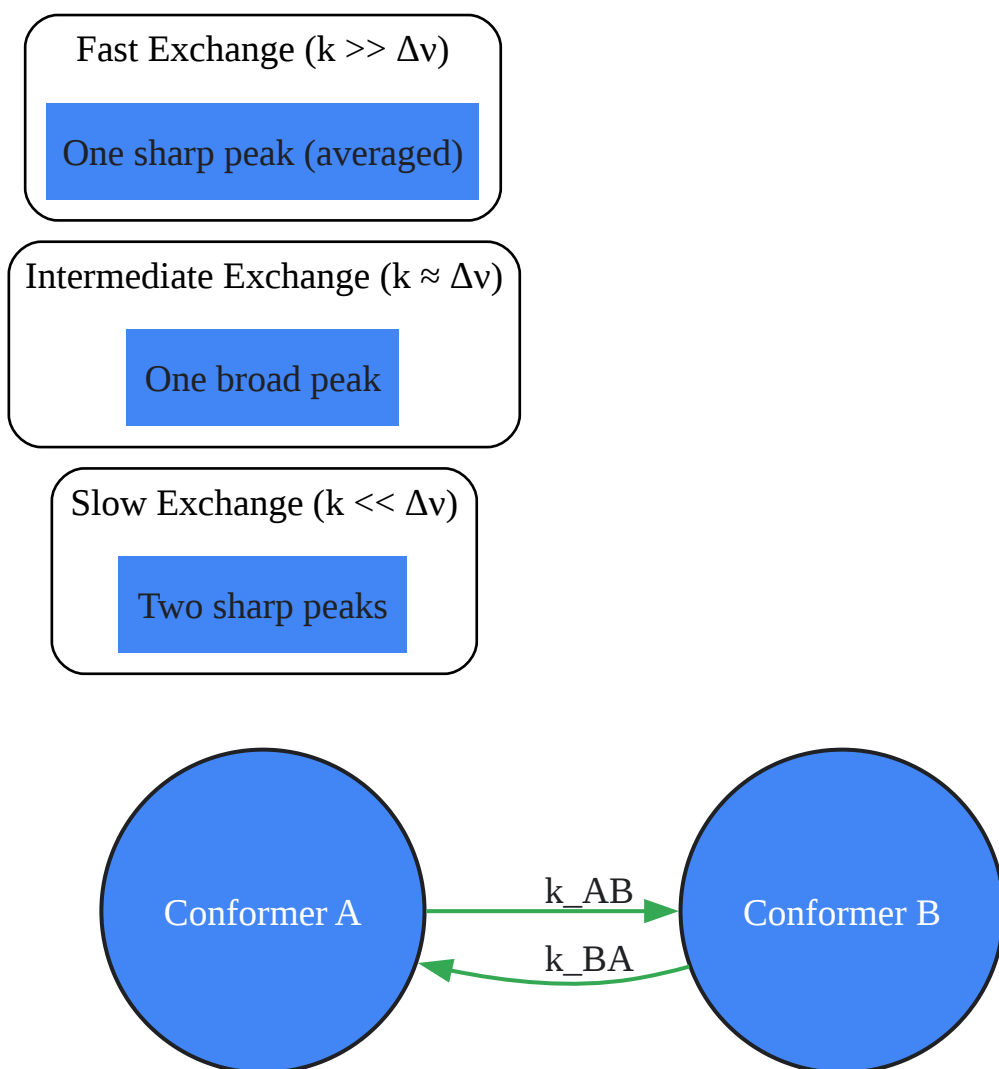 Fast Exchange (k >> Δν)
One sharp peak (averaged)
Intermediate Exchange (k ≈ Δν)
One broad peak
Slow Exchange (k << Δν)
Two sharp peaks
k_AB
Conformer A
Conformer B
k_BA